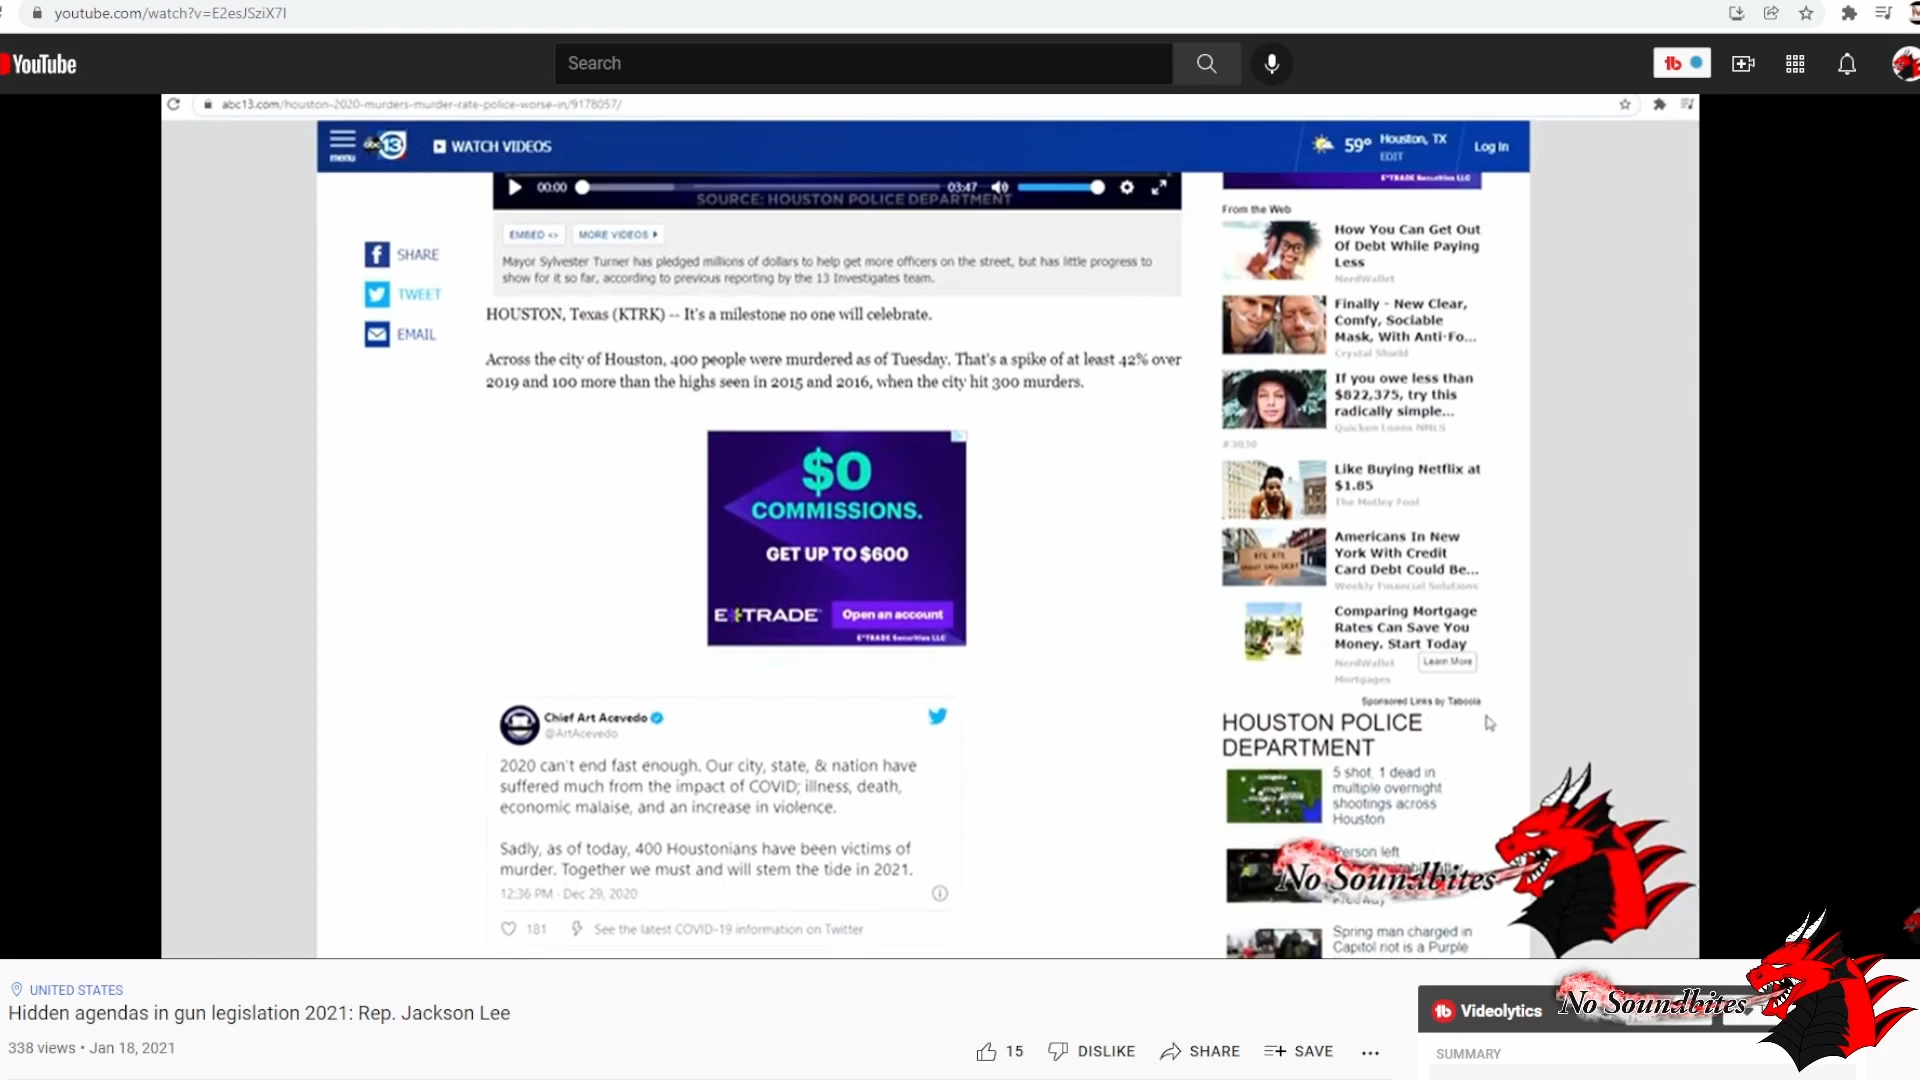 youtube.com/watch?v=E2esJSziX7I
YouTube
Search
abc13.com/houston-2020-murders-murder-rate-police-worse-in/9178057/
menu
abc 13
WATCH VIDEOS
59° Houston, TX
EDIT
Log In
00:00
03:47
SOURCE: HOUSTON POLICE DEPARTMENT
E*TRADE Securities LLC
EMBED <>
MORE VIDEOS
Mayor Sylvester Turner has pledged millions of dollars to help get more officers on the street, but has little progress to
show for it so far, according to previous reporting by the 13 Investigates team.
SHARE
TWEET
EMAIL
HOUSTON, Texas (KTRK) -- It's a milestone no one will celebrate.
Across the city of Houston, 400 people were murdered as of Tuesday. That's a spike of at least 42% over
2019 and 100 more than the highs seen in 2015 and 2016, when the city hit 300 murders.
$0
COMMISSIONS.
GET UP TO $600
E*TRADE
Open an account
E*TRADE Securities LLC
Chief Art Acevedo
@ArtAcevedo
2020 can't end fast enough. Our city, state, & nation have
suffered much from the impact of COVID; illness, death,
economic malaise, and an increase in violence.
Sadly, as of today, 400 Houstonians have been victims of
murder. Together we must and will stem the tide in 2021.
12:36 PM · Dec 29, 2020
181
See the latest COVID-19 information on Twitter
From the Web
How You Can Get Out
Of Debt While Paying
Less
NerdWallet
Finally - New Clear,
Comfy, Sociable
Mask, With Anti-Fo...
Crystal Shield
If you owe less than
$822,375, try this
radically simple...
Quicken Loans NMLS
#3030
Like Buying Netflix at
$1.85
The Motley Fool
Americans In New
York With Credit
Card Debt Could Be...
Weekly Financial Solutions
Comparing Mortgage
Rates Can Save You
Money. Start Today
NerdWallet
Mortgages
Learn More
Sponsored Links by Taboola
HOUSTON POLICE
DEPARTMENT
5 shot, 1 dead in
multiple overnight
shootings across
Houston
Person left
No Soundbites
Spring man charged in
Capitol riot is a Purple
UNITED STATES
Hidden agendas in gun legislation 2021: Rep. Jackson Lee
338 views • Jan 18, 2021
15
DISLIKE
SHARE
SAVE
Videolytics
No Soundbites
SUMMARY